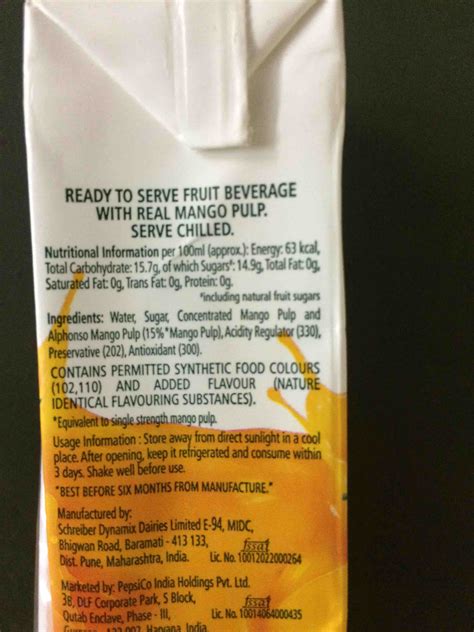 READY TO SERVE FRUIT BEVERAGE
WITH REAL MANGO PULP.
SERVE CHILLED.
Nutritional Information per 100ml (approx.): Energy: 63 kcal,
Total Carbohydrate: 15.7g, of which Sugars#: 14.9g, Total Fat: 0g,
Saturated Fat: 0g, Trans Fat: 0g, Protein: 0g.
#including natural fruit sugars
Ingredients: Water, Sugar, Concentrated Mango Pulp and
Alphonso Mango Pulp (15%*Mango Pulp), Acidity Regulator (330),
Preservative (202), Antioxidant (300).
CONTAINS PERMITTED SYNTHETIC FOOD COLOURS
(102,110) AND ADDED FLAVOUR (NATURE
IDENTICAL FLAVOURING SUBSTANCES).
*Equivalent to single strength mango pulp.
Usage Information : Store away from direct sunlight in a cool
place. After opening, keep it refrigerated and consume within
3 days. Shake well before use.
"BEST BEFORE SIX MONTHS FROM MANUFACTURE."
Manufactured by:
Schreiber Dynamix Dairies Limited E-94, MIDC,
Bhigwan Road, Baramati - 413 133, fssai
Dist. Pune, Maharashtra, India. Lic. No. 10012022000264
Marketed by: PepsiCo India Holdings Pvt. Ltd.
3B, DLF Corporate Park, S Block, fssai
Qutab Enclave, Phase - III, Lic. No. 10014064000435
Haryana, India